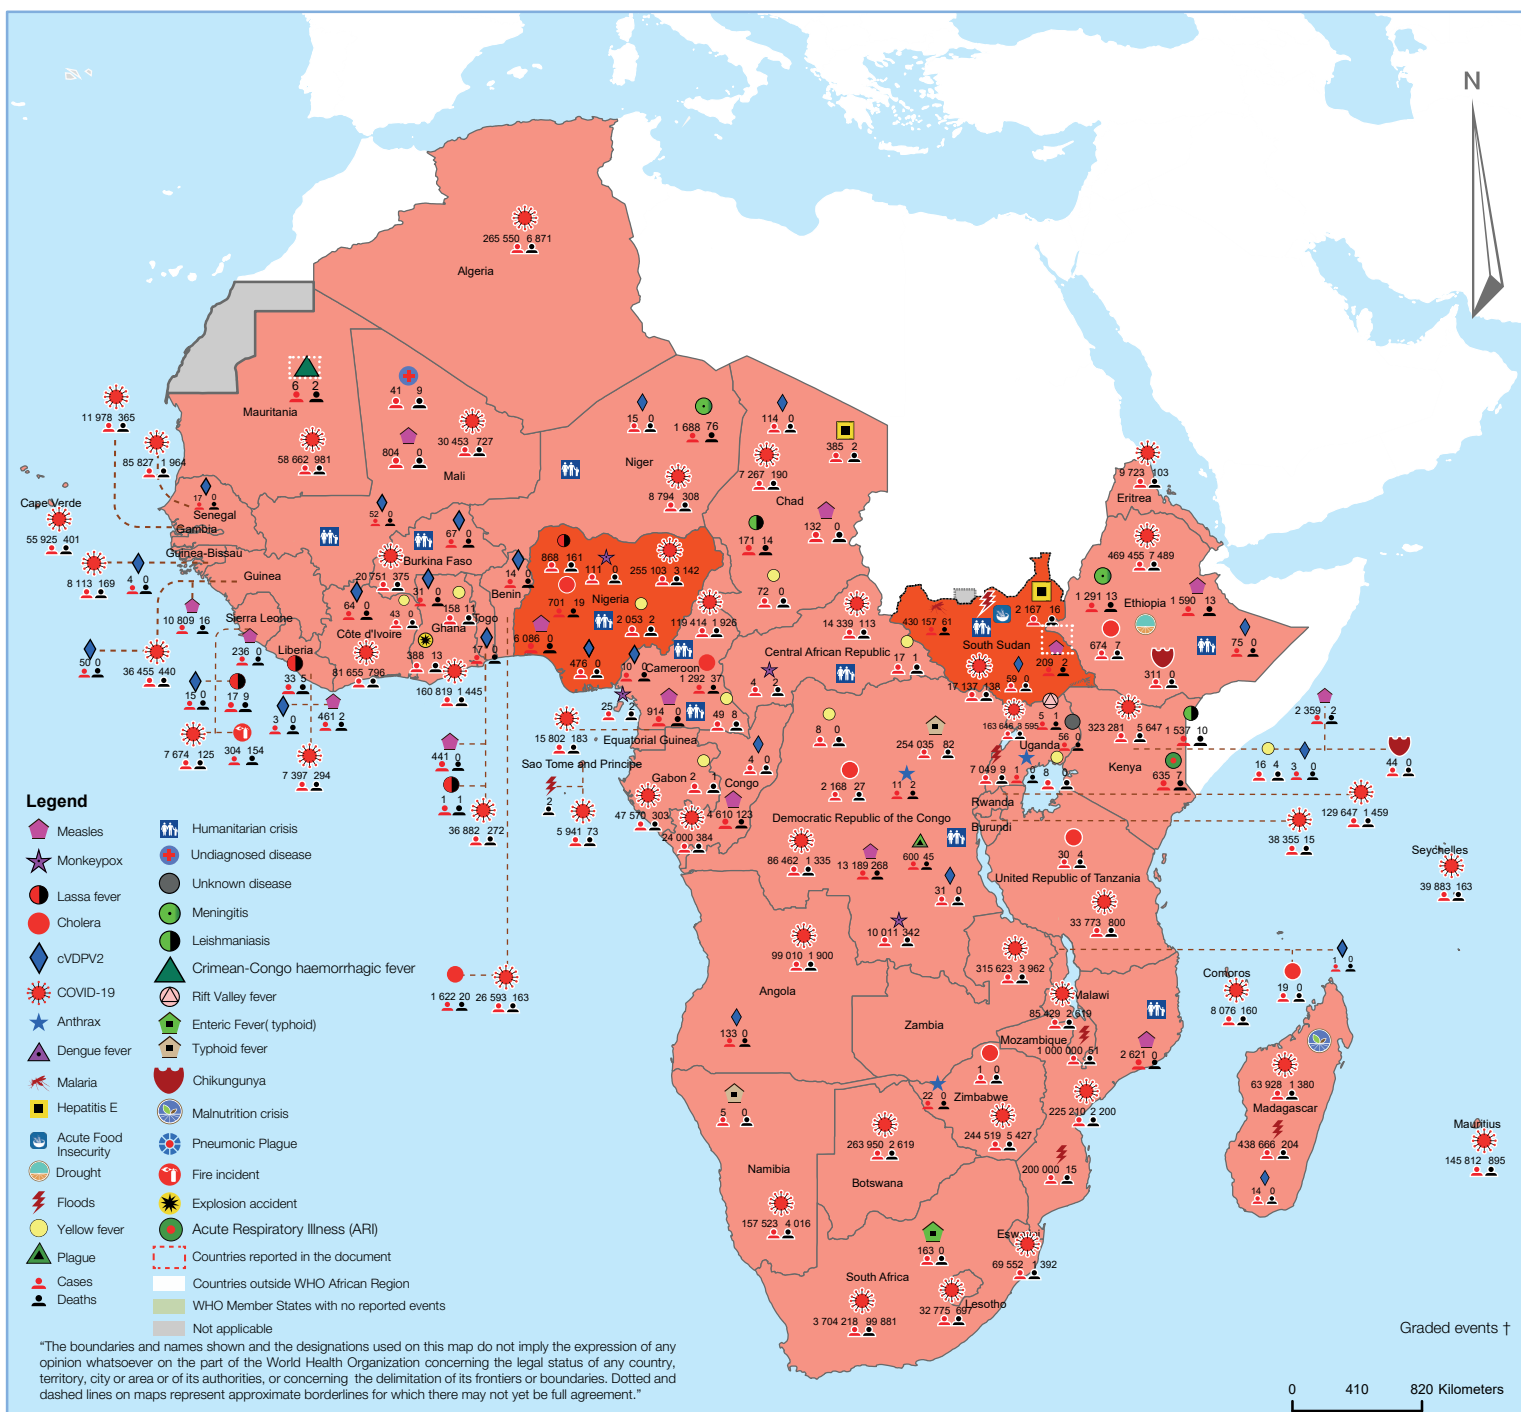 N
265 550 6 871
Algeria
6 2
Mauritania
58 662 981
41 9
804 0
30 453 727
Mali
15 0
1 688 76
Niger
8 794 308
114 0
385 2
7 267 190
Chad
132 0
171 14
72 0
11 978 365
85 827 1 964
17 0
Senegal
Gambia
Cape Verde
55 925 401
Guinea-Bissau
8 113 169
4 0
Guinea
10 809 16
Sierra Leone
236 0
50 0
36 455 440
15 0
17 9
Liberia
33 5
3 0
461 2
7 674 125
304 154
7 397 294
52 0
67 0
Burkina Faso
20 751 375
64 0
43 0
31 0
158 11
Côte d'Ivoire
Ghana
Togo
388 13
17 0
81 655 796
160 819 1 445
14 0
Benin
868 161
111 0
255 103 3 142
Nigeria
701 19
2 053 2
6 086 0
476 0
10 0
119 414 1 926
Cameroon
1 292 37
25 2
914 0
49 8
15 802 183
Equatorial Guinea
Sao Tome and Principe
441 0
1 1
36 882 272
2
5 941 73
1 622 20
26 593 163
Gabon
2 1
47 570 303
Congo
4 0
24 000 384
4 610 123
14 339 113
Central African Republic
17 1
4 2
430 157 61
2 167 16
South Sudan
209 2
17 137 138
59 0
9 723 103
Eritrea
469 455 7 489
1 291 13
1 590 13
Ethiopia
674 7
75 0
311 0
8 0
254 035 82
2 168 27
11 2
Democratic Republic of the Congo
86 462 1 335
13 189 268
600 45
31 0
10 011 342
163 646 3 595
5 1
56 0
Uganda
7 049 9
1 0
8 0
Rwanda
Burundi
323 281 5 647
1 537 10
Kenya
635 7
2 359 2
16 4
3 0
44 0
129 647 1 459
38 355 15
30 4
United Republic of Tanzania
33 773 800
Seychelles
39 883 163
99 010 1 900
Angola
133 0
315 623 3 962
Zambia
Malawi
85 429 2 619
Mozambique
1 000 000 51
2 621 0
1 0
Comoros
8 076 160
19 0
1 0
22 0
Zimbabwe
244 519 5 427
225 210 2 200
200 000 15
63 928 1 380
Madagascar
438 666 204
14 0
Mauritius
145 812 895
5 0
Namibia
157 523 4 016
263 950 2 619
Botswana
163 0
South Africa
3 704 218 99 881
32 775 697
Lesotho
69 552 1 392
Legend
Measles
Monkeypox
Lassa fever
Cholera
cVDPV2
COVID-19
Anthrax
Dengue fever
Malaria
Hepatitis E
Acute Food
Insecurity
Drought
Floods
Yellow fever
Plague
Cases
Deaths
Humanitarian crisis
Undiagnosed disease
Unknown disease
Meningitis
Leishmaniasis
Crimean-Congo haemorrhagic fever
Rift Valley fever
Enteric Fever( typhoid)
Typhoid fever
Chikungunya
Malnutrition crisis
Pneumonic Plague
Fire incident
Explosion accident
Acute Respiratory Illness (ARI)
Countries reported in the document
Countries outside WHO African Region
WHO Member States with no reported events
Not applicable
"The boundaries and names shown and the designations used on this map do not imply the expression of any
opinion whatsoever on the part of the World Health Organization concerning the legal status of any country,
territory, city or area or of its authorities, or concerning the delimitation of its frontiers or boundaries. Dotted and
dashed lines on maps represent approximate borderlines for which there may not yet be full agreement."
Graded events †
0 410 820 Kilometers